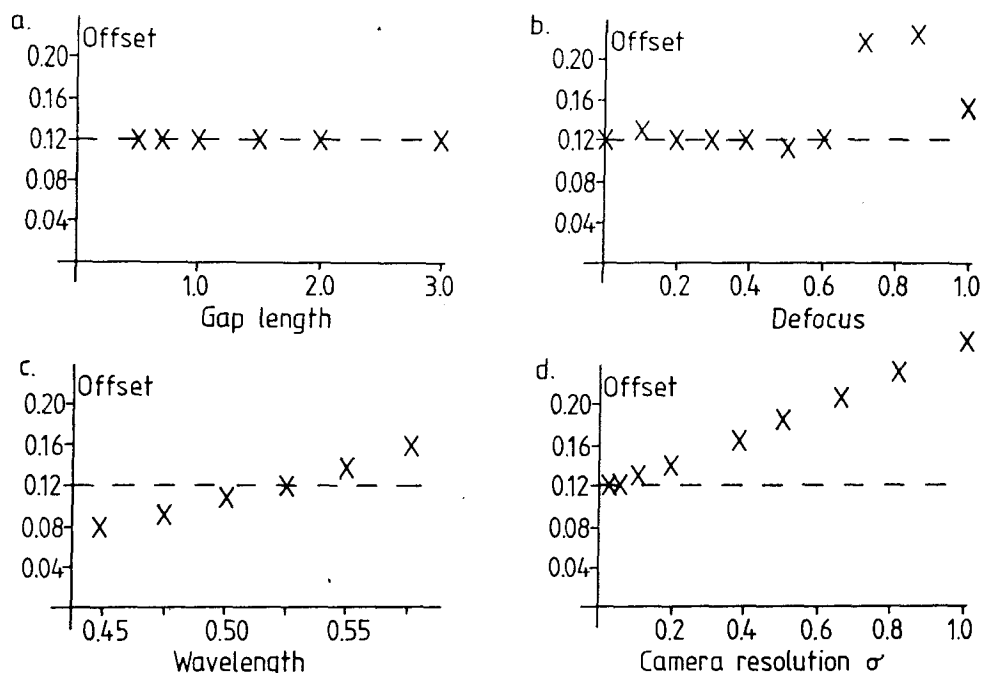 a.
Offset
0.20
0.16
0.12
0.08
0.04
1.0 2.0 3.0
Gap length
b.
Offset
0.20
0.16
0.12
0.08
0.04
0.2 0.4 0.6 0.8 1.0
Defocus
c.
Offset
0.20
0.16
0.12
0.08
0.04
0.45 0.50 0.55
Wavelength
d.
Offset
0.20
0.16
0.12
0.08
0.04
0.2 0.4 0.6 0.8 1.0
Camera resolution σ